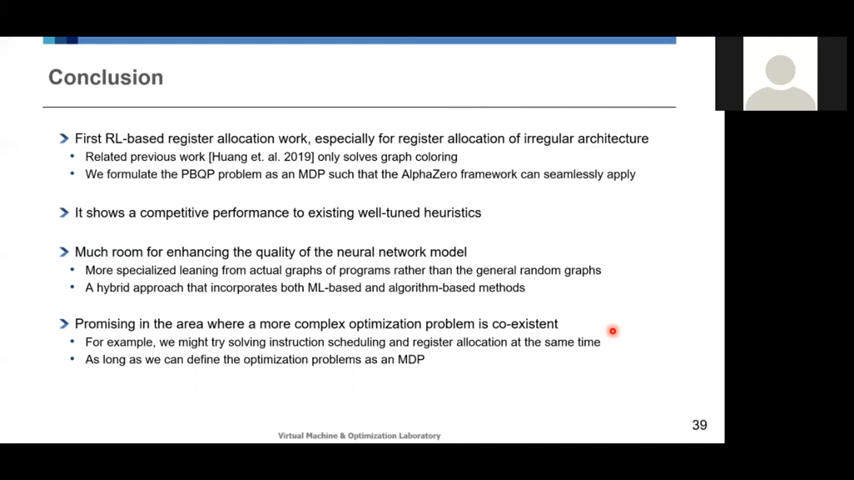 Conclusion
First RL-based register allocation work, especially for register allocation of irregular architecture
Related previous work [Huang et. al. 2019] only solves graph coloring
We formulate the PBQP problem as an MDP such that the AlphaZero framework can seamlessly apply
It shows a competitive performance to existing well-tuned heuristics
Much room for enhancing the quality of the neural network model
More specialized leaning from actual graphs of programs rather than the general random graphs
A hybrid approach that incorporates both ML-based and algorithm-based methods
Promising in the area where a more complex optimization problem is co-existent
For example, we might try solving instruction scheduling and register allocation at the same time
As long as we can define the optimization problems as an MDP
39
Virtual Machine & Optimization Laboratory